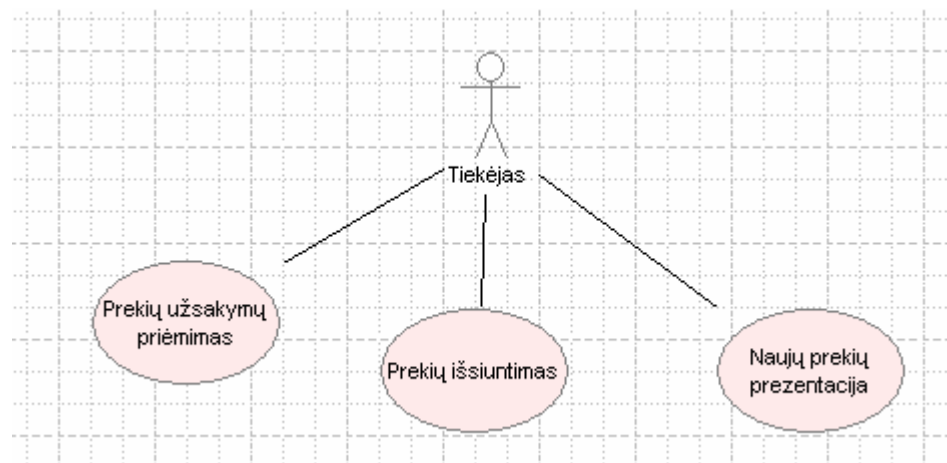 Tiekėjas
Prekių užsakymų
priėmimas
Prekių išsiuntimas
Naujų prekių
prezentacija